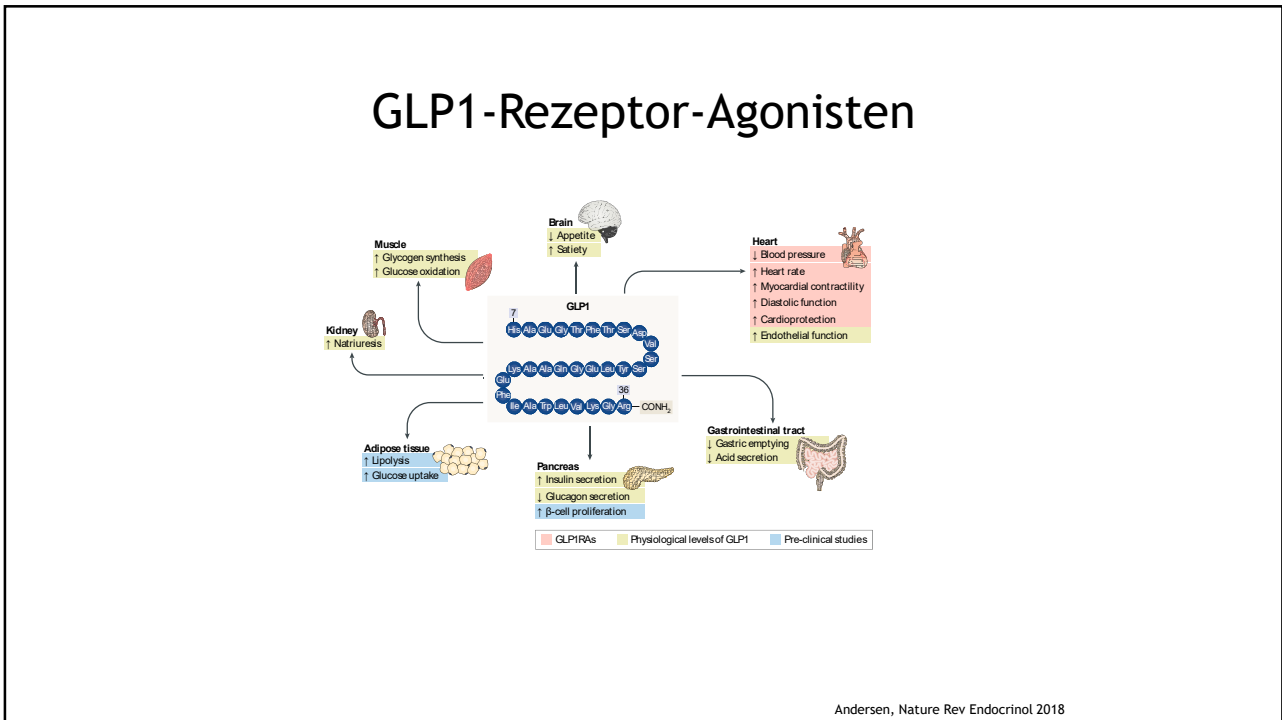 GLP1-Rezeptor-Agonisten
Brain
↓ Appetite
↑ Satiety
Muscle
↑ Glycogen synthesis
↑ Glucose oxidation
Heart
↓ Blood pressure
↑ Heart rate
↑ Myocardial contractility
↑ Diastolic function
↑ Cardioprotection
↑ Endothelial function
Kidney
↑ Natriuresis
GLP1
7
His Ala Glu Gly Thr Phe Thr Ser Asp
Val
Ser
Lys Ala Ala Gln Gly Glu Leu Tyr Ser
Glu
Phe
Ile Ala Trp Leu Val Lys Gly Arg CONH₂
36
Adipose tissue
↑ Lipolysis
↑ Glucose uptake
Pancreas
↑ Insulin secretion
↓ Glucagon secretion
↑ β-cell proliferation
Gastrointestinal tract
↓ Gastric emptying
↓ Acid secretion
GLP1RAs Physiological levels of GLP1 Pre-clinical studies
Andersen, Nature Rev Endocrinol 2018